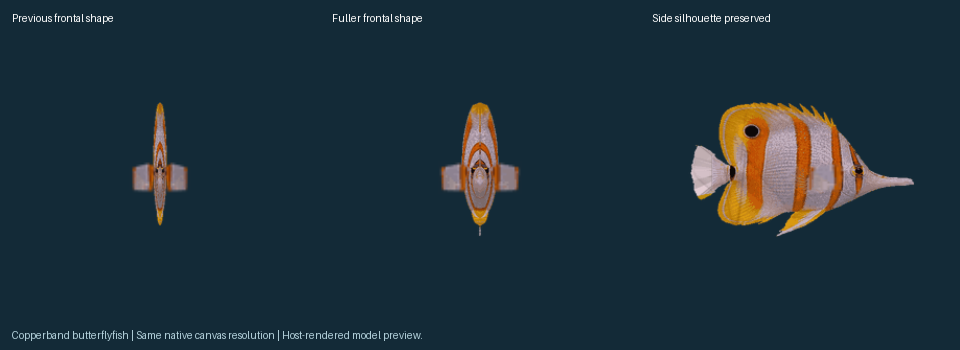 Previous frontal shape
Fuller frontal shape
Side silhouette preserved
Copperband butterflyfish | Same native canvas resolution | Host-rendered model preview.